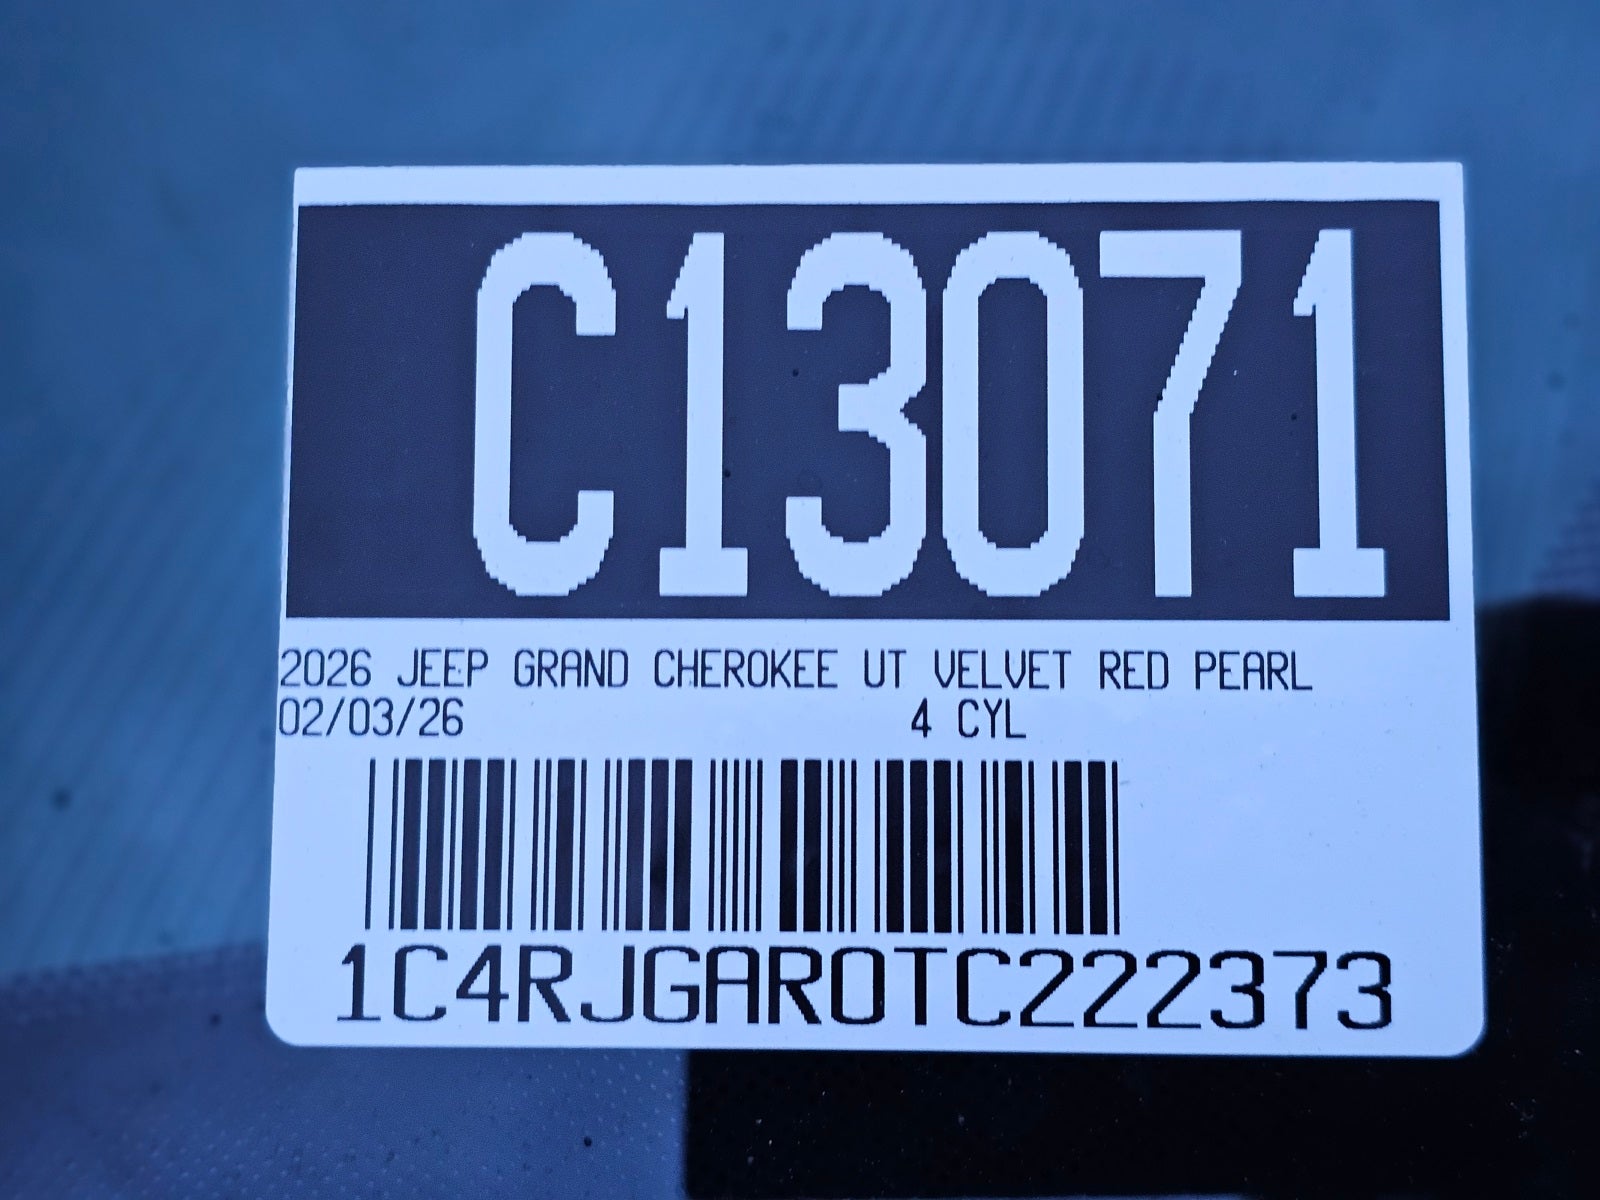 C13071
2026 JEEP GRAND CHEROKEE UT VELVET RED PEARL
02/03/26 4 CYL
1C4RJGAR0TC222373